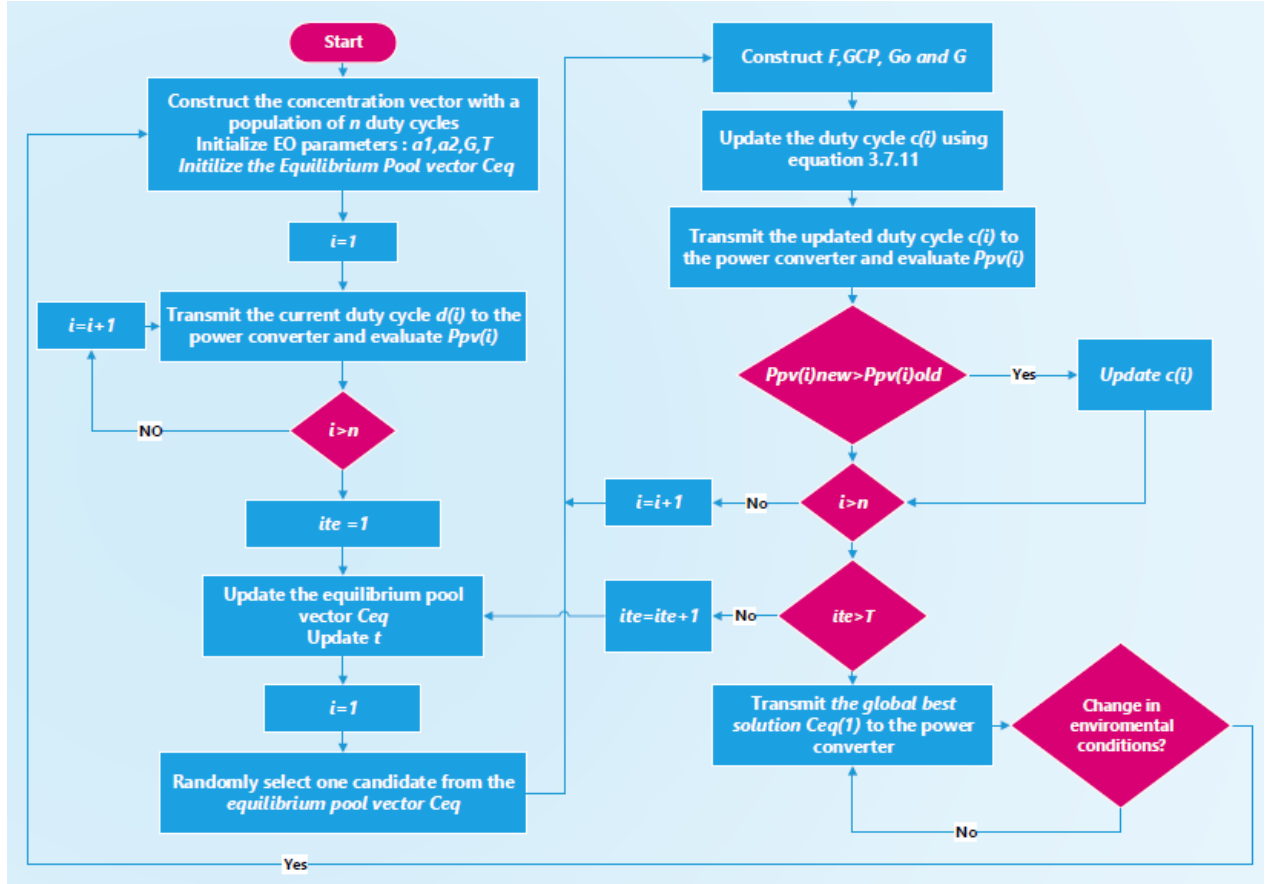 Start
Construct the concentration vector with a
population of n duty cycles
Initialize EO parameters : a1,a2,G,T
Initilize the Equilibrium Pool vector Ceq
i=1
i=i+1
Transmit the current duty cycle d(i) to the
power converter and evaluate Ppv(i)
NO
i>n
ite =1
Update the equilibrium pool
vector Ceq
Update t
i=1
Randomly select one candidate from the
equilibrium pool vector Ceq
Construct F,GCP, Go and G
Update the duty cycle c(i) using
equation 3.7.11
Transmit the updated duty cycle c(i) to
the power converter and evaluate Ppv(i)
Ppv(i)new>Ppv(i)old
Yes
Update c(i)
i=i+1
No
i>n
ite=ite+1
No
ite>T
Transmit the global best
solution Ceq(1) to the power
converter
Change in
enviromental
conditions?
No
Yes